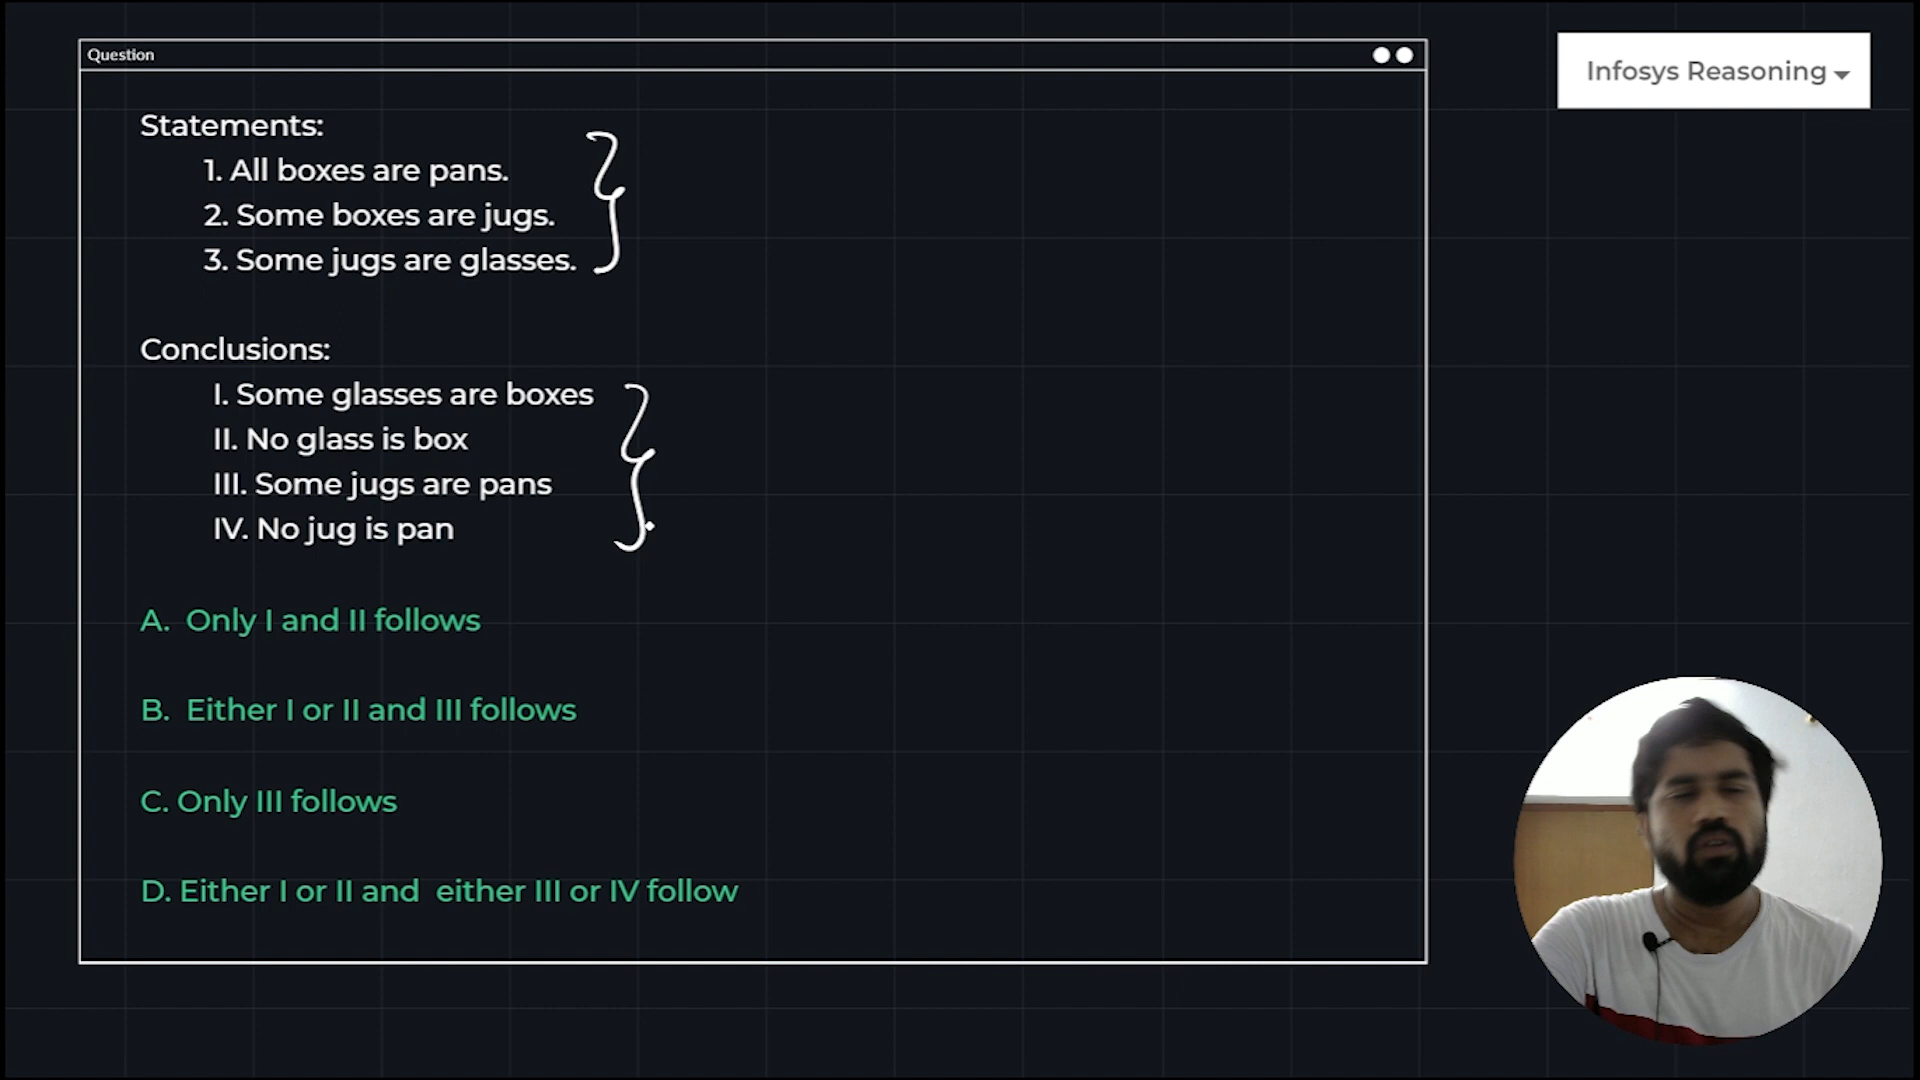 Question
Infosys Reasoning
Statements:
1. All boxes are pans.
2. Some boxes are jugs.
3. Some jugs are glasses.
Conclusions:
I. Some glasses are boxes
II. No glass is box
III. Some jugs are pans
IV. No jug is pan
A. Only I and II follows
B. Either I or II and III follows
C. Only III follows
D. Either I or II and either III or IV follow